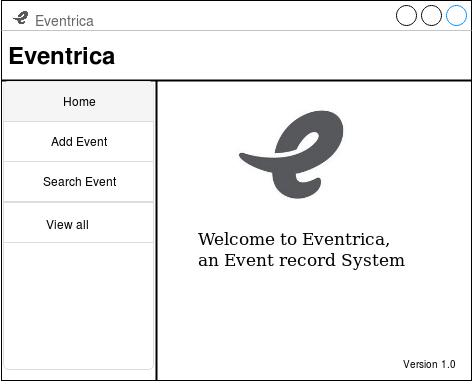 Eventrica
Eventrica
Home
Add Event
Search Event
View all
Welcome to Eventrica,
an Event record System
Version 1.0